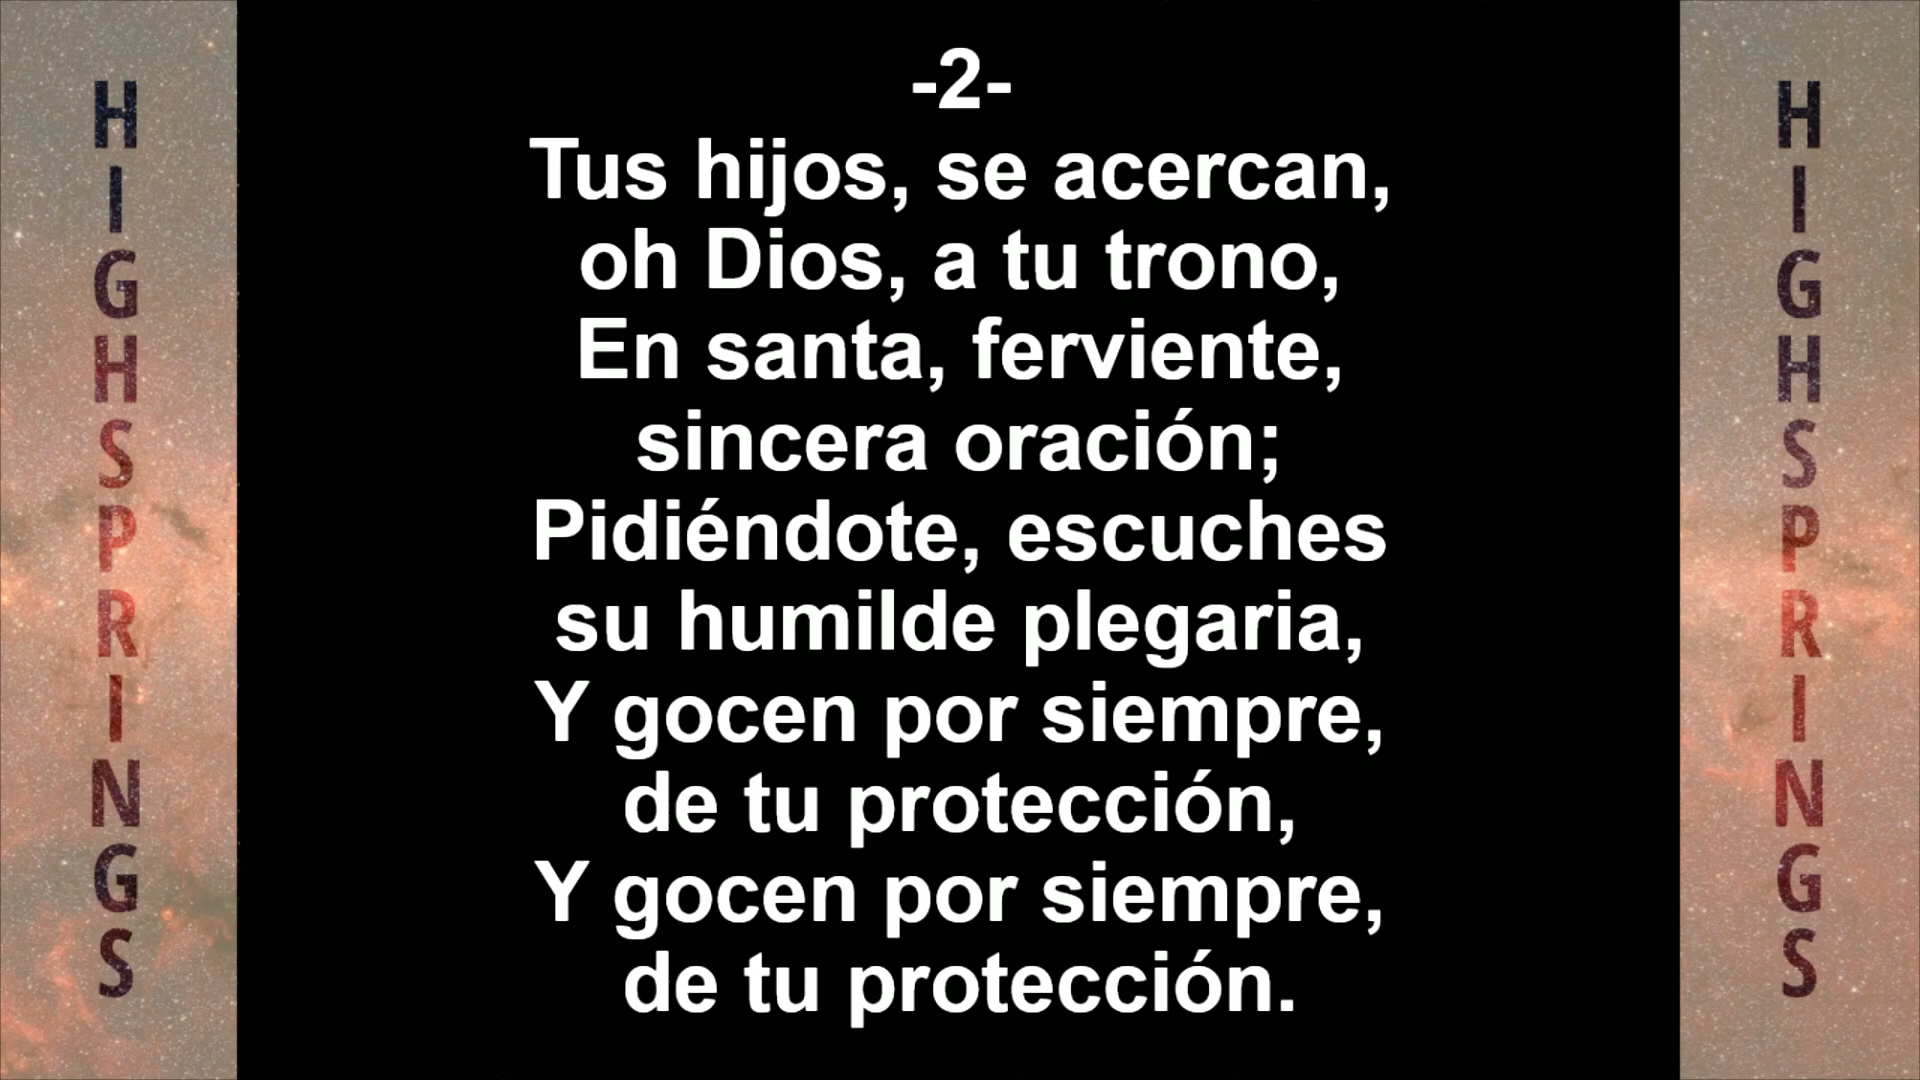 HIGHSPRINGS
-2-
Tus hijos, se acercan,
oh Dios, a tu trono,
En santa, ferviente,
sincera oración;
Pidiéndote, escuches
su humilde plegaria,
Y gocen por siempre,
de tu protección,
Y gocen por siempre,
de tu protección.
HIGHSPRINGS